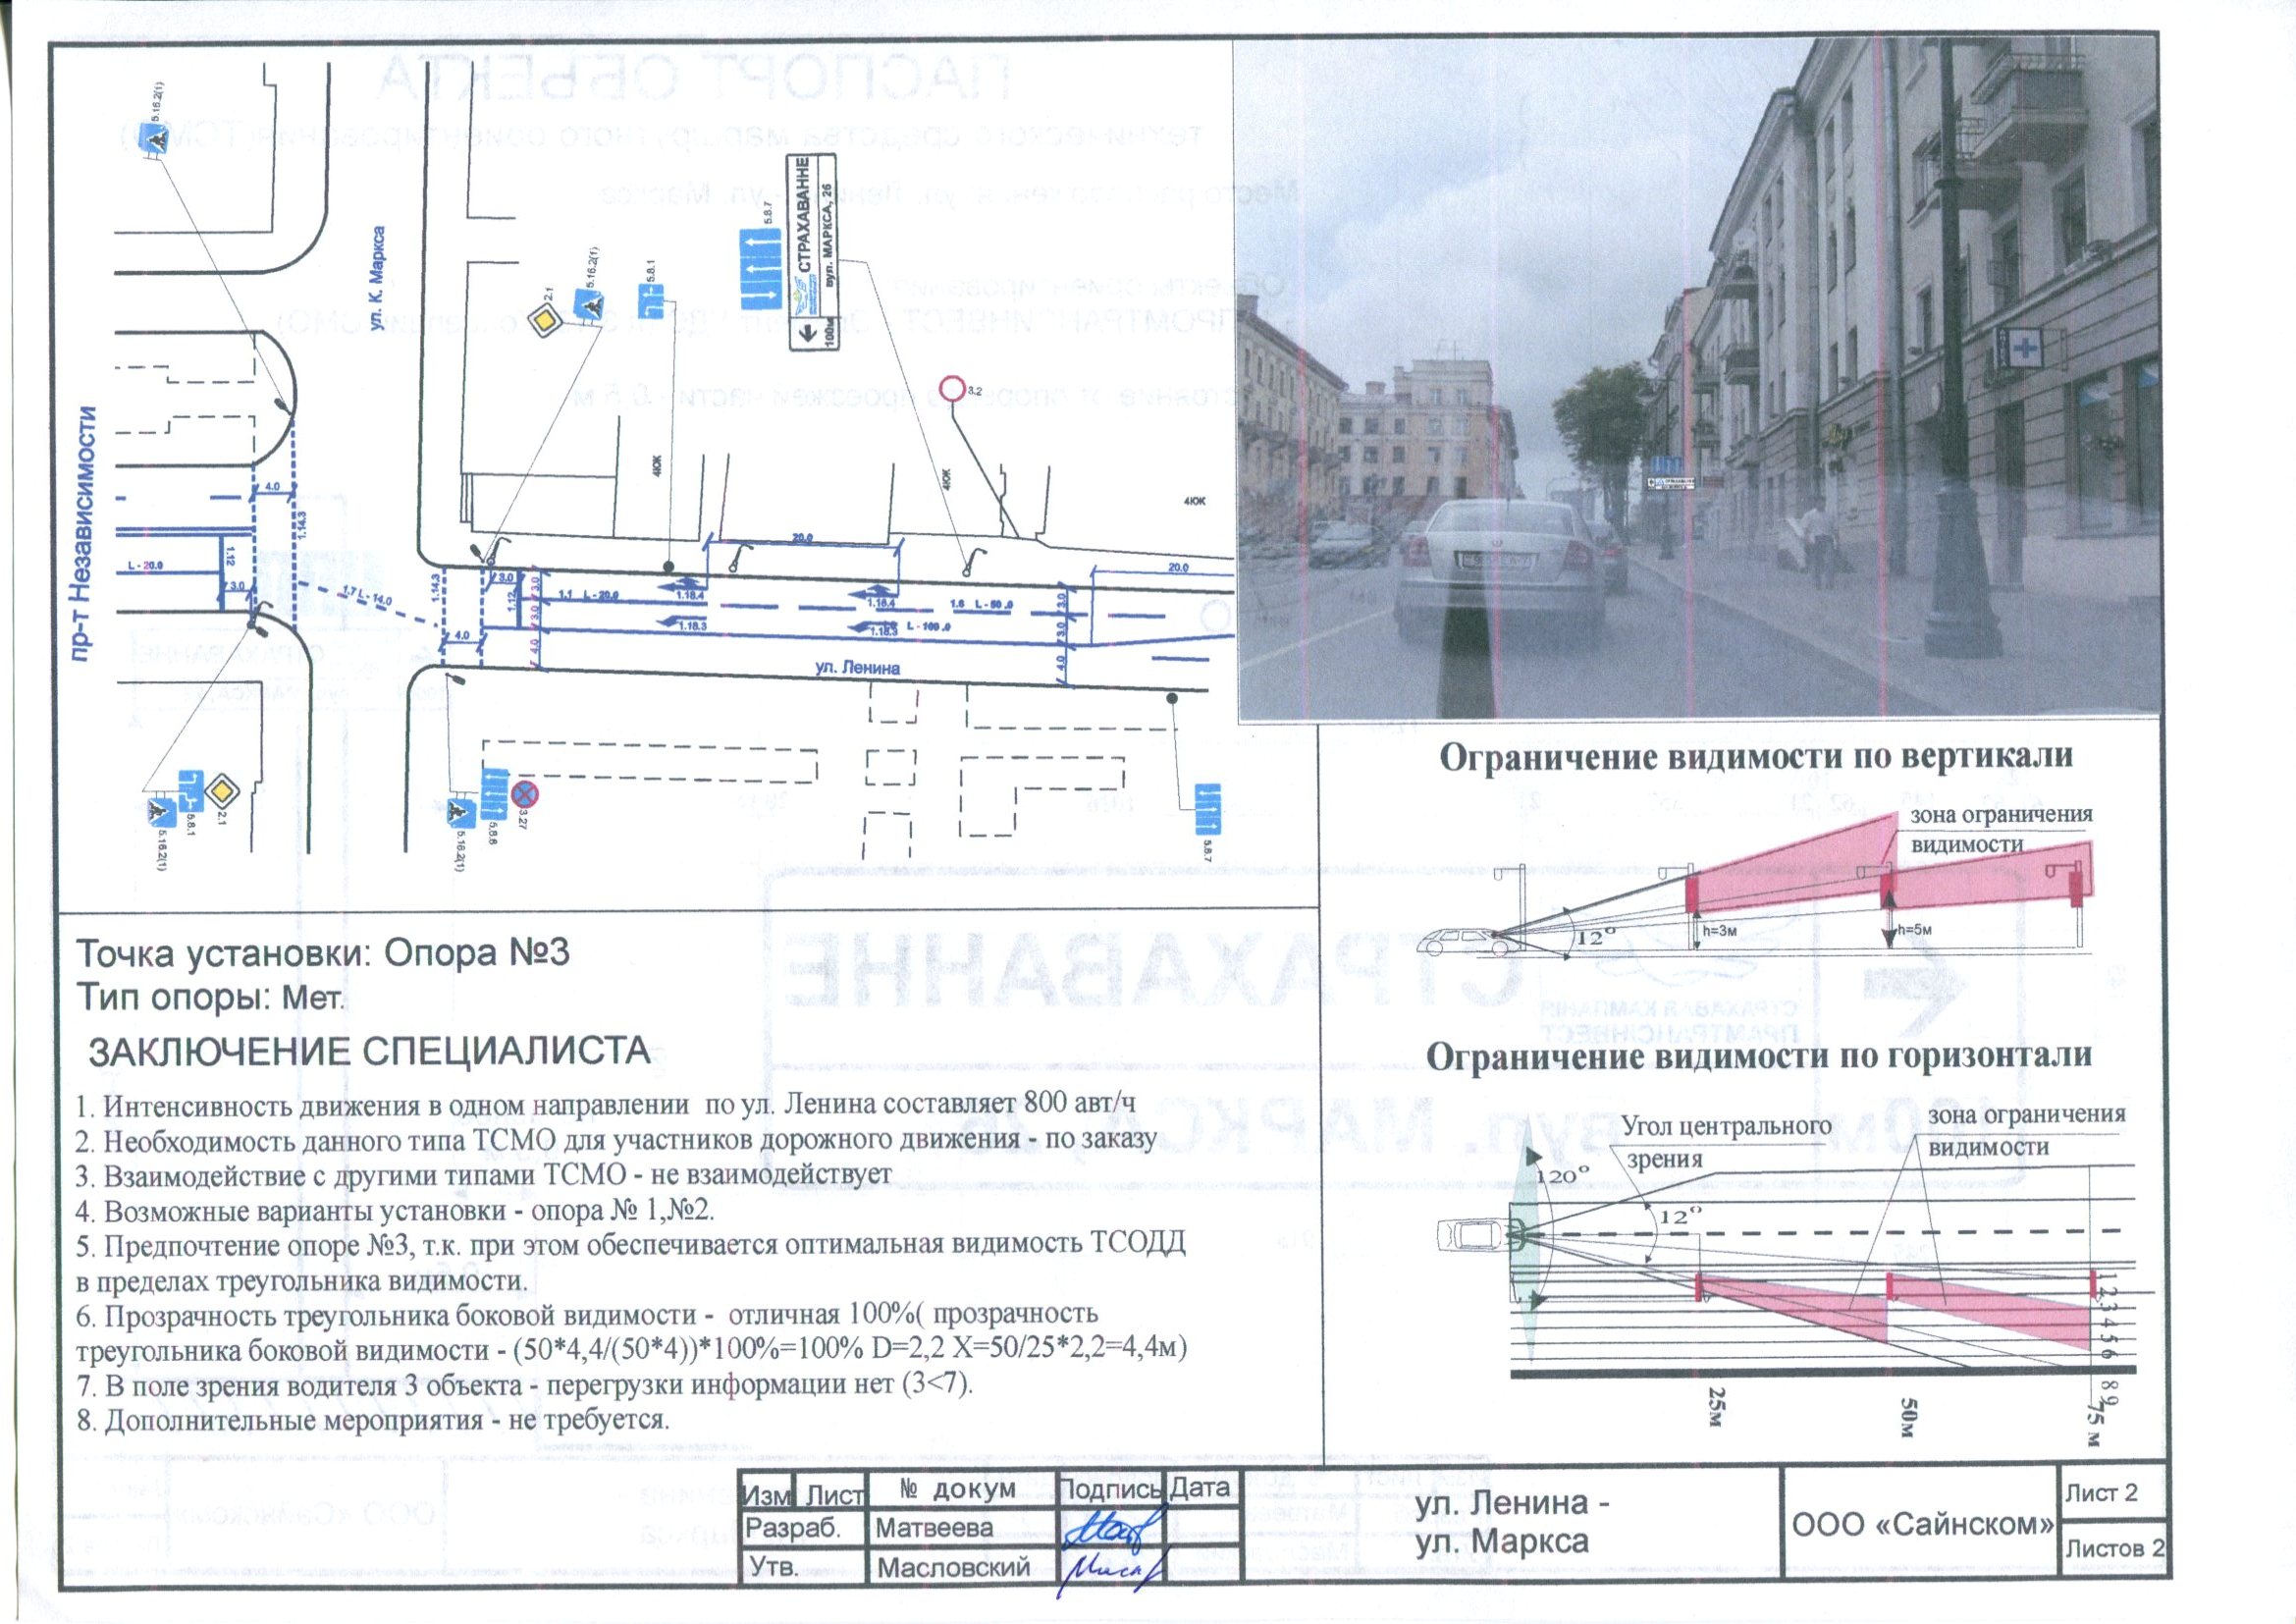 5.16.2(1)
ул. К. Маркса
пр-т Независимости
5.16.2(1)
2.1
5.8.1
5.8.7
СТРАХАВАННЕ
100м вул. МАРКСА, 26
3.2
4КЖ
4КЖ
4КЖ
4.0
1.14.3
1.12
L - 20.0
3.0
1.7 L - 14.0
1.14.3
4.0
3.0
1.12
3.0
3.0
4.0
1.1 L - 20.0
20.0
1.18.4
1.18.3
1.18.4
1.18.3
1.6 L - 50.0
L - 100.0
3.0
3.0
4.0
20.0
ул. Ленина
5.16.2(1)
5.8.1
2.1
5.16.2(1)
5.8.8
3.27
5.8.7
Ограничение видимости по вертикали
зона ограничения
видимости
12°
h=3м
h=5м
Точка установки: Опора №3
Тип опоры: Мет.
ЗАКЛЮЧЕНИЕ СПЕЦИАЛИСТА
1. Интенсивность движения в одном направлении по ул. Ленина составляет 800 авт/ч
2. Необходимость данного типа ТСМО для участников дорожного движения - по заказу
3. Взаимодействие с другими типами ТСМО - не взаимодействует
4. Возможные варианты установки - опора № 1,№2.
5. Предпочтение опоре №3, т.к. при этом обеспечивается оптимальная видимость ТСОДД
в пределах треугольника видимости.
6. Прозрачность треугольника боковой видимости - отличная 100%( прозрачность
треугольника боковой видимости - (50*4,4/(50*4))*100%=100% D=2,2 X=50/25*2,2=4,4м)
7. В поле зрения водителя 3 объекта - перегрузки информации нет (3<7).
8. Дополнительные мероприятия - не требуется.
Ограничение видимости по горизонтали
Угол центрального
зрения
зона ограничения
видимости
120°
12°
1 2 3 4 5 6 8 9
25м
50м
75 м
Изм Лист № докум Подпись Дата
Разраб. Матвеева
Утв. Масловский
ул. Ленина -
ул. Маркса
ООО «Сайнском»
Лист 2
Листов 2